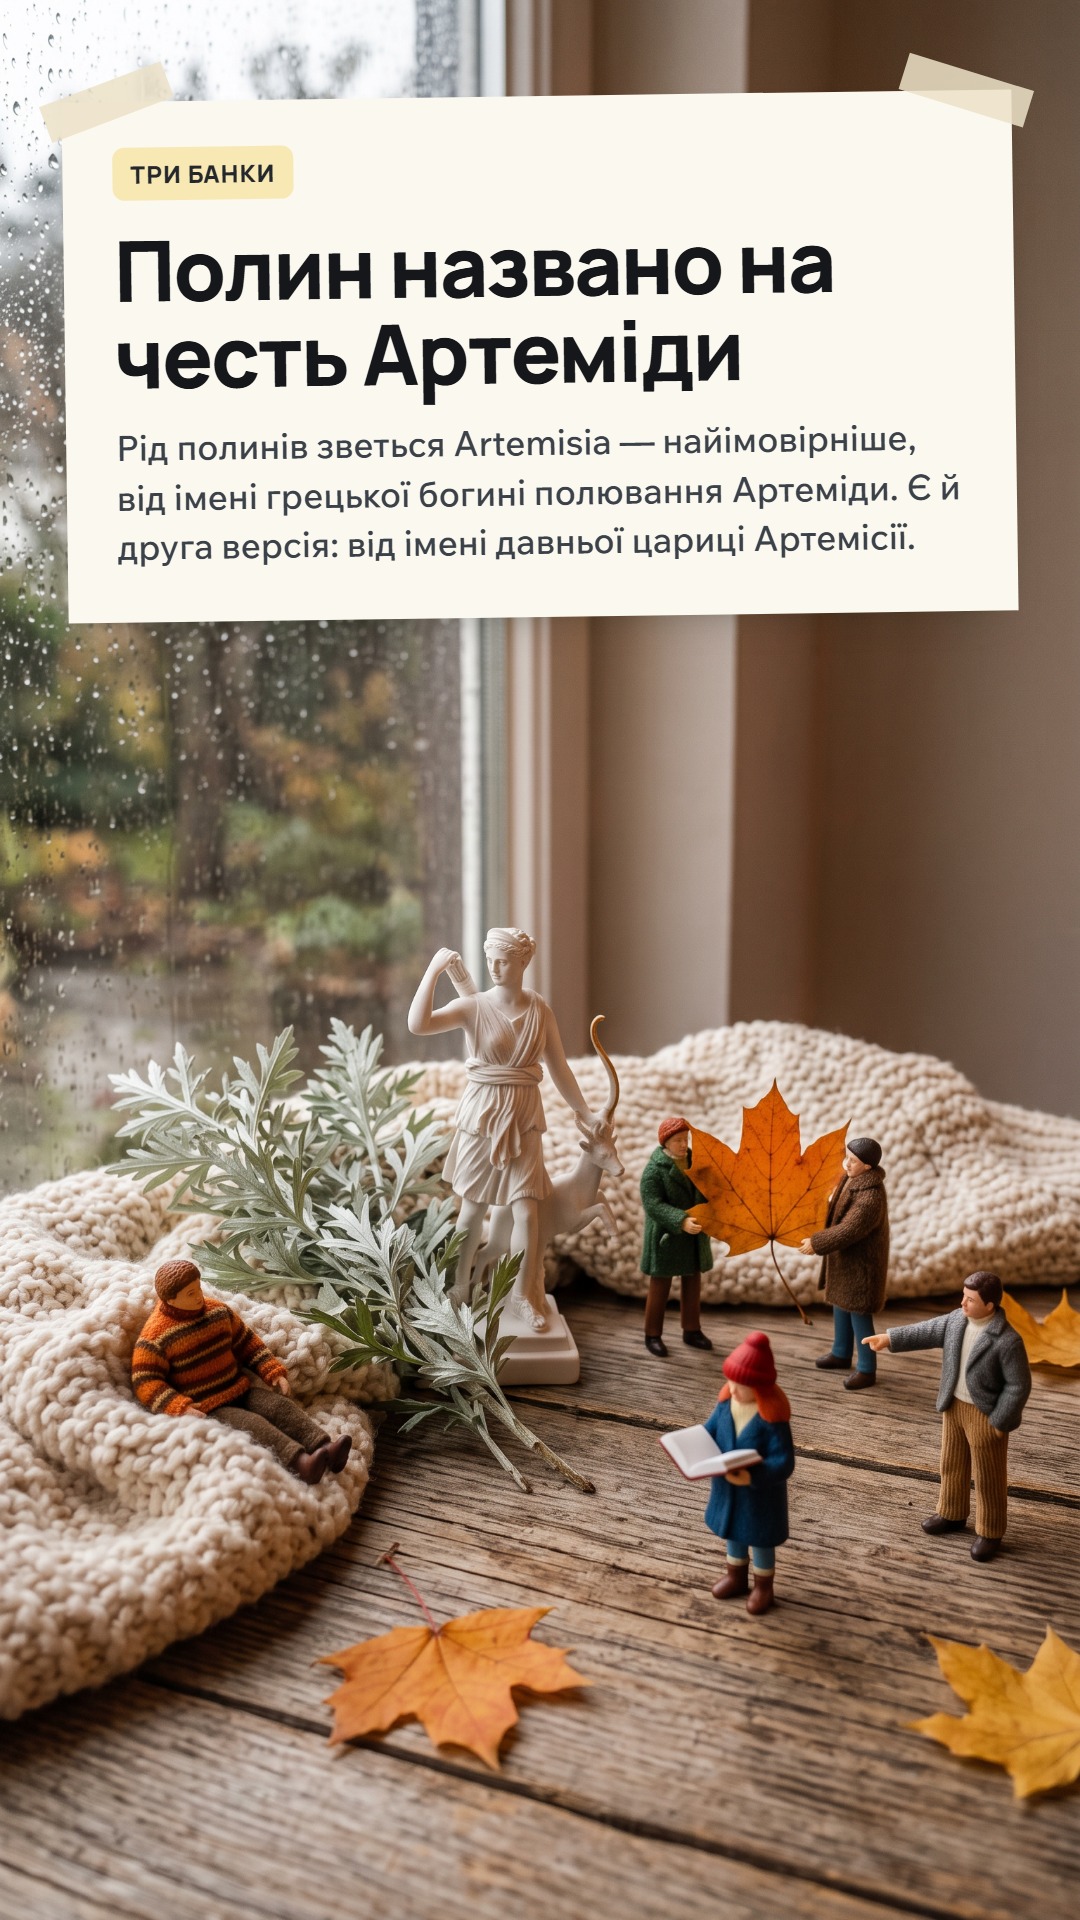 ТРИ БАНКИ
Полин названо на
честь Артеміди
Рід полинів зветься Artemisia — найімовірніше,
від імені грецької богині полювання Артеміди. Є й
друга версія: від імені давньої цариці Артемісії.